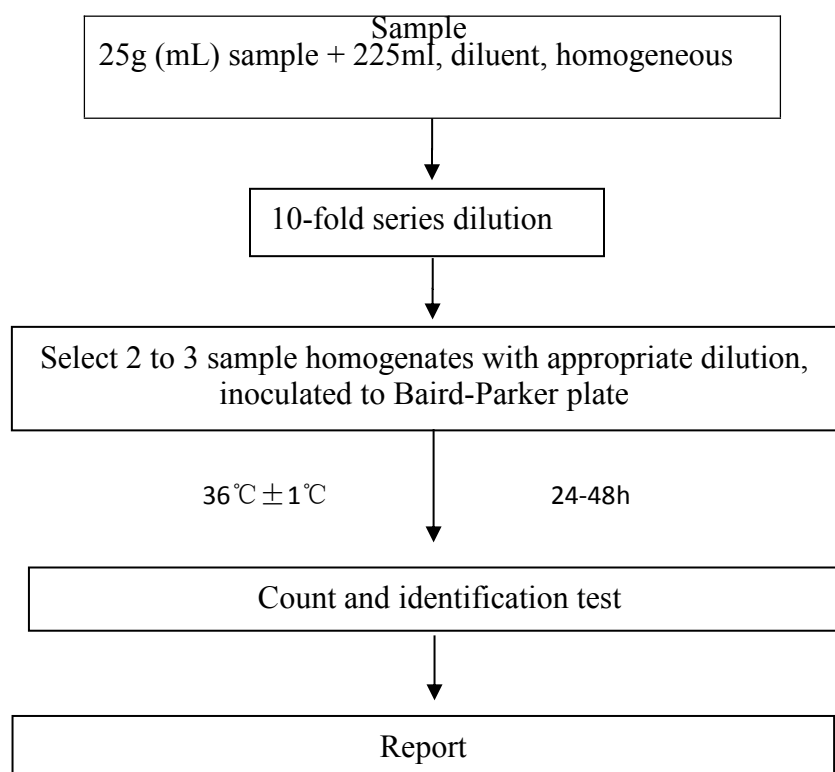 Sample
25g (mL) sample + 225ml, diluent, homogeneous
10-fold series dilution
Select 2 to 3 sample homogenates with appropriate dilution,
inoculated to Baird-Parker plate
36℃±1℃ 24-48h
Count and identification test
Report